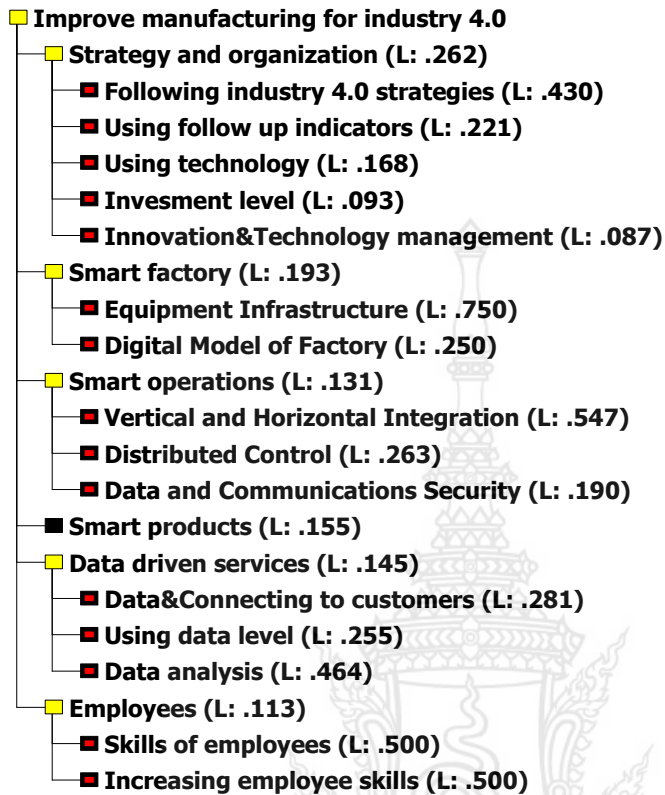 Improve manufacturing for industry 4.0
Strategy and organization (L: .262)
Following industry 4.0 strategies (L: .430)
Using follow up indicators (L: .221)
Using technology (L: .168)
Invesment level (L: .093)
Innovation&Technology management (L: .087)
Smart factory (L: .193)
Equipment Infrastructure (L: .750)
Digital Model of Factory (L: .250)
Smart operations (L: .131)
Vertical and Horizontal Integration (L: .547)
Distributed Control (L: .263)
Data and Communications Security (L: .190)
Smart products (L: .155)
Data driven services (L: .145)
Data&Connecting to customers (L: .281)
Using data level (L: .255)
Data analysis (L: .464)
Employees (L: .113)
Skills of employees (L: .500)
Increasing employee skills (L: .500)